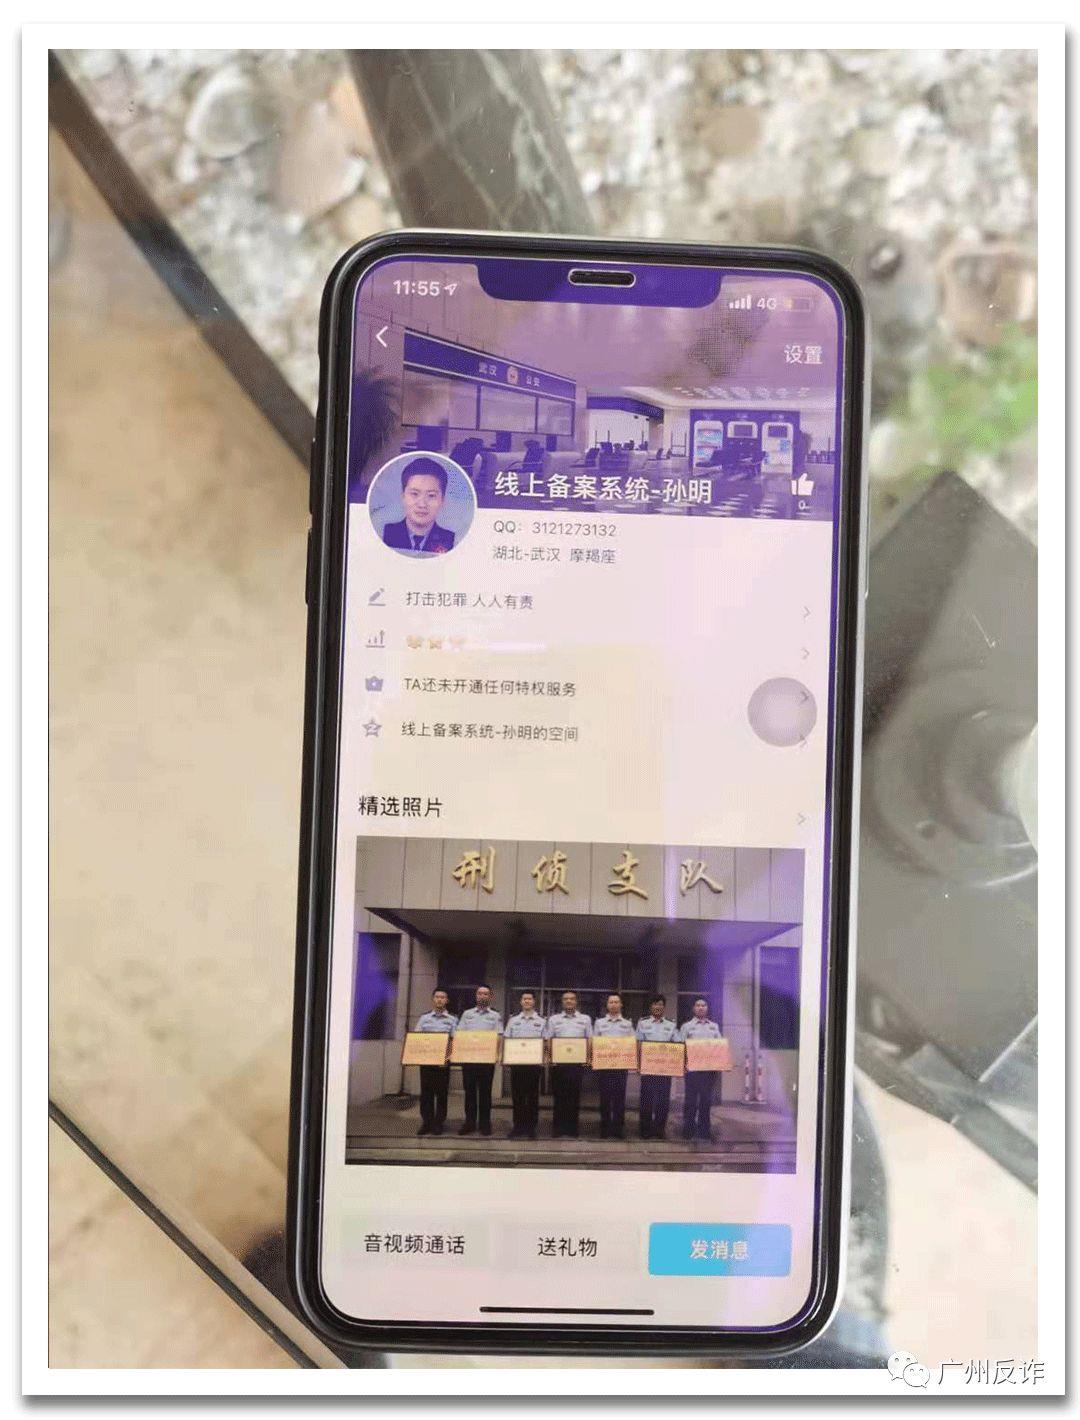 11:55
4G
设置
武汉 公安
线上备案系统-孙明
0
QQ: 3121273132
湖北-武汉 摩羯座
打击犯罪 人人有责
TA还未开通任何特权服务
线上备案系统-孙明的空间
精选照片
刑侦支队
音视频通话
送礼物
发消息
广州反诈